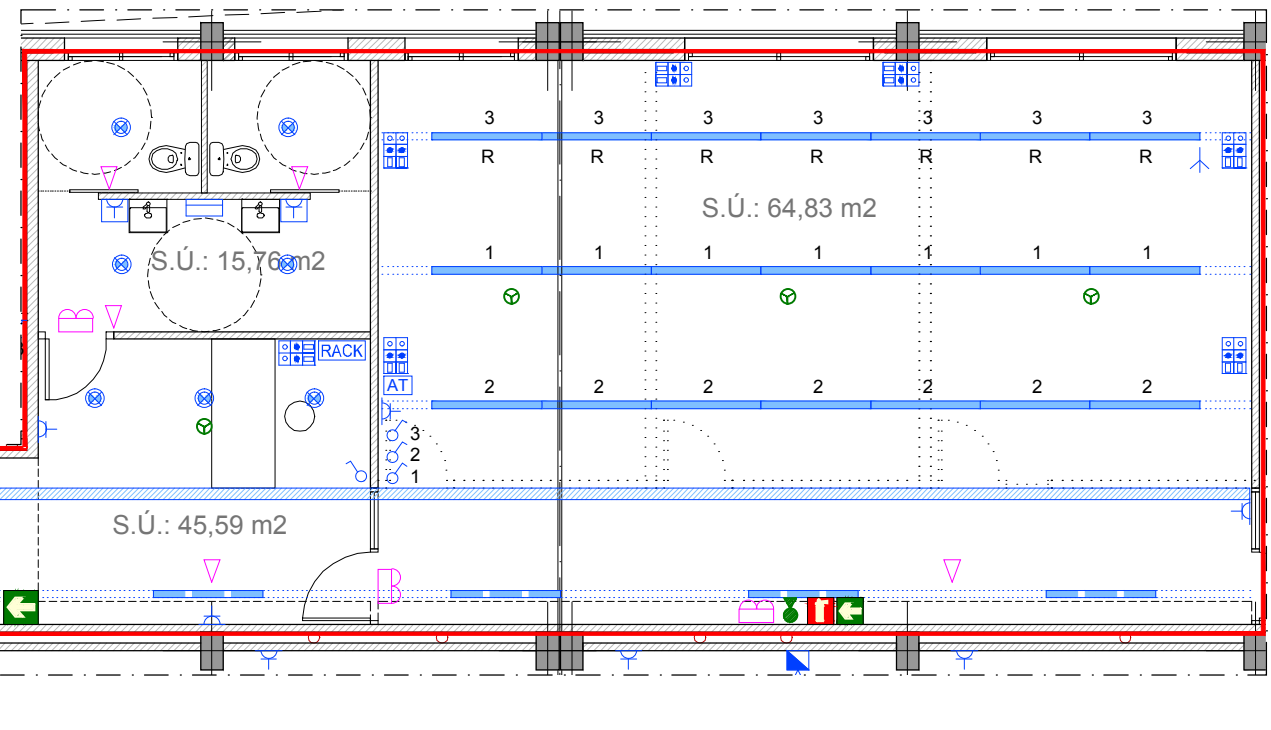 3 3 3 3 3 3 3
R R R R R R R
S.Ú.: 64,83 m2
1 1 1 1 1 1 1
S.Ú.: 15,76 m2
RACK
AT
2 2 2 2 2 2 2
3
2
1
S.Ú.: 45,59 m2